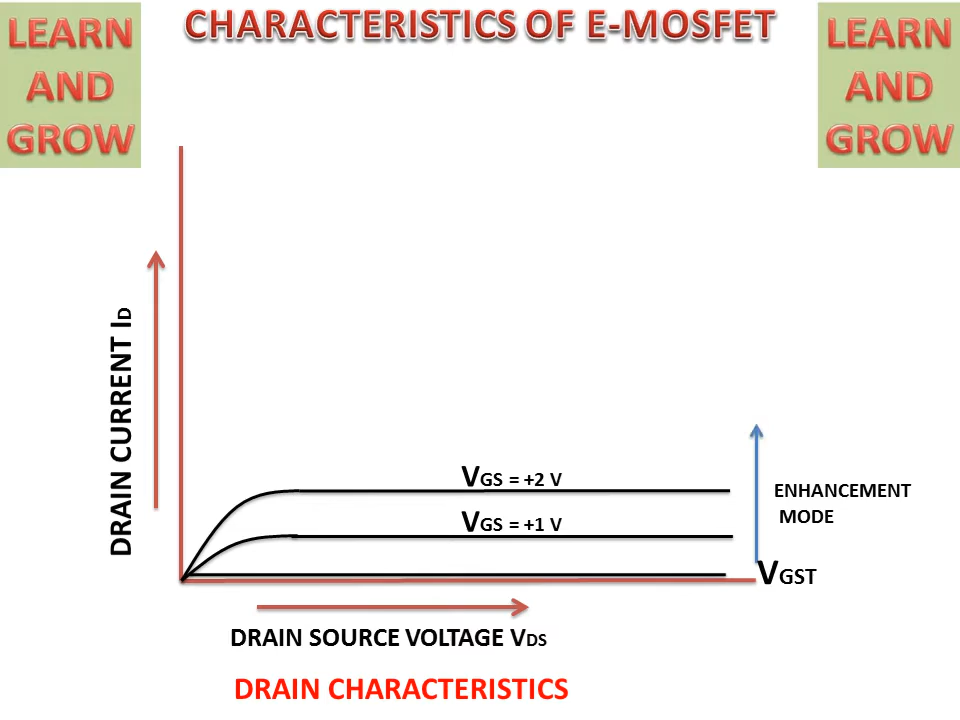 LEARN
AND
GROW
CHARACTERISTICS OF E-MOSFET
LEARN
AND
GROW
DRAIN CURRENT ID
VGS = +2 V
VGS = +1 V
ENHANCEMENT
MODE
VGST
DRAIN SOURCE VOLTAGE VDS
DRAIN CHARACTERISTICS